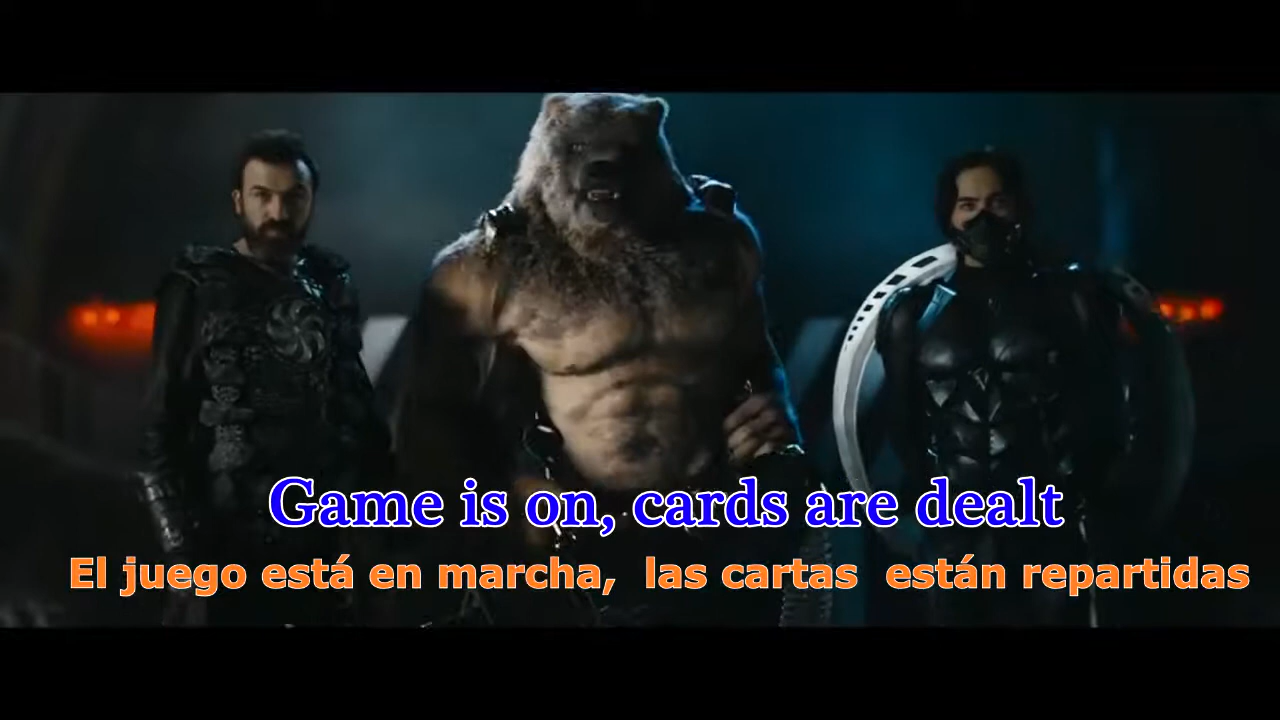 Game is on, cards are dealt
El juego está en marcha, las cartas están repartidas